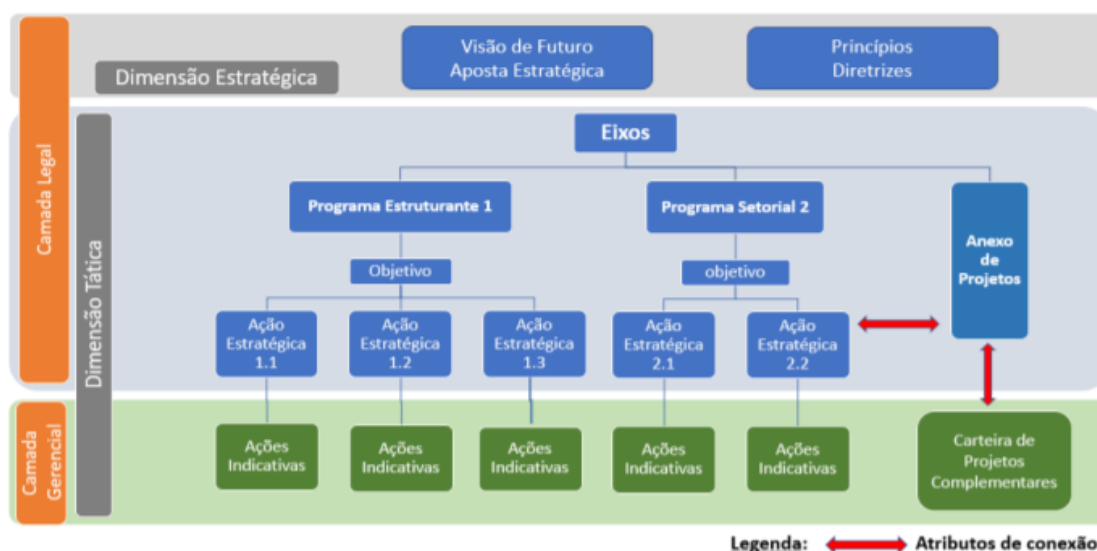 Camada Legal
Dimensão Estratégica
Visão de Futuro
Aposta Estratégica
Princípios
Diretrizes
Dimensão Tática
Eixos
Programa Estruturante 1
Programa Setorial 2
Anexo
de
Projetos
Objetivo
objetivo
Ação
Estratégica
1.1
Ação
Estratégica
1.2
Ação
Estratégica
1.3
Ação
Estratégica
2.1
Ação
Estratégica
2.2
Camada
Gerencial
Ações
Indicativas
Ações
Indicativas
Ações
Indicativas
Ações
Indicativas
Ações
Indicativas
Carteira de
Projetos
Complementares
Legenda: Atributos de conexão